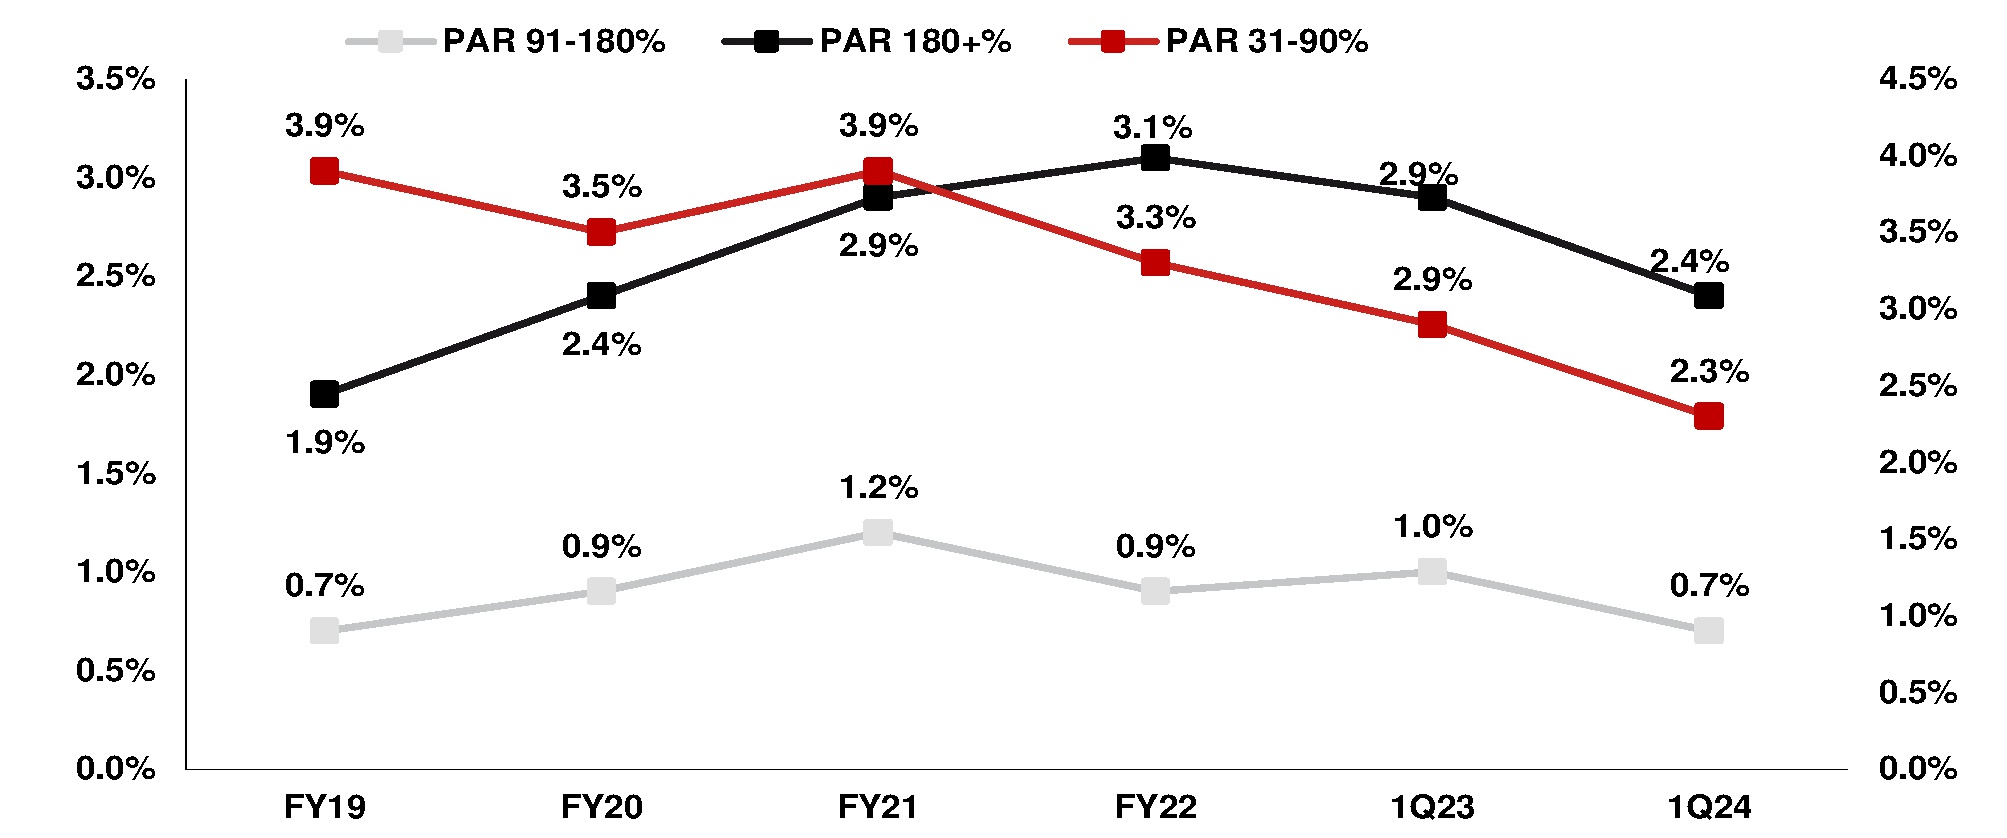 PAR 91-180% PAR 180+% PAR 31-90%
3.5% 4.5%
3.9% 3.9% 3.1%
4.0%
3.0% 3.5% 2.9%
3.3% 3.5%
2.9% 2.4%
2.5% 2.9% 3.0%
2.4% 2.3%
2.0% 2.5%
1.9% 2.0%
1.5% 1.2%
0.9% 0.9% 1.0% 1.5%
1.0% 0.7% 0.7%
1.0%
0.5% 0.5%
0.0% 0.0%
FY19 FY20 FY21 FY22 1Q23 1Q24